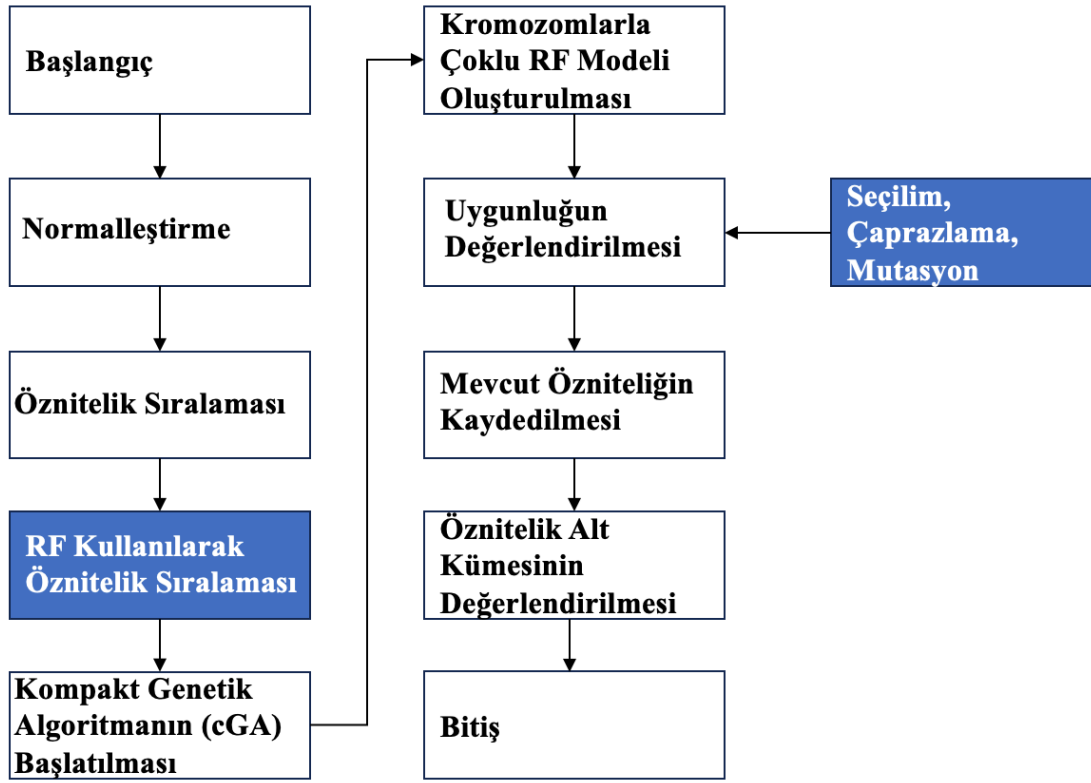 Başlangıç
Normalleştirme
Öznitelik Sıralaması
RF Kullanılarak
Öznitelik Sıralaması
Kompakt Genetik
Algoritmanın (cGA)
Başlatılması
Kromozomlarla
Çoklu RF Modeli
Oluşturulması
Uygunluğun
Değerlendirilmesi
Seçilim,
Çaprazlama,
Mutasyon
Mevcut Özniteliğin
Kaydedilmesi
Öznitelik Alt
Kümesinin
Değerlendirilmesi
Bitiş